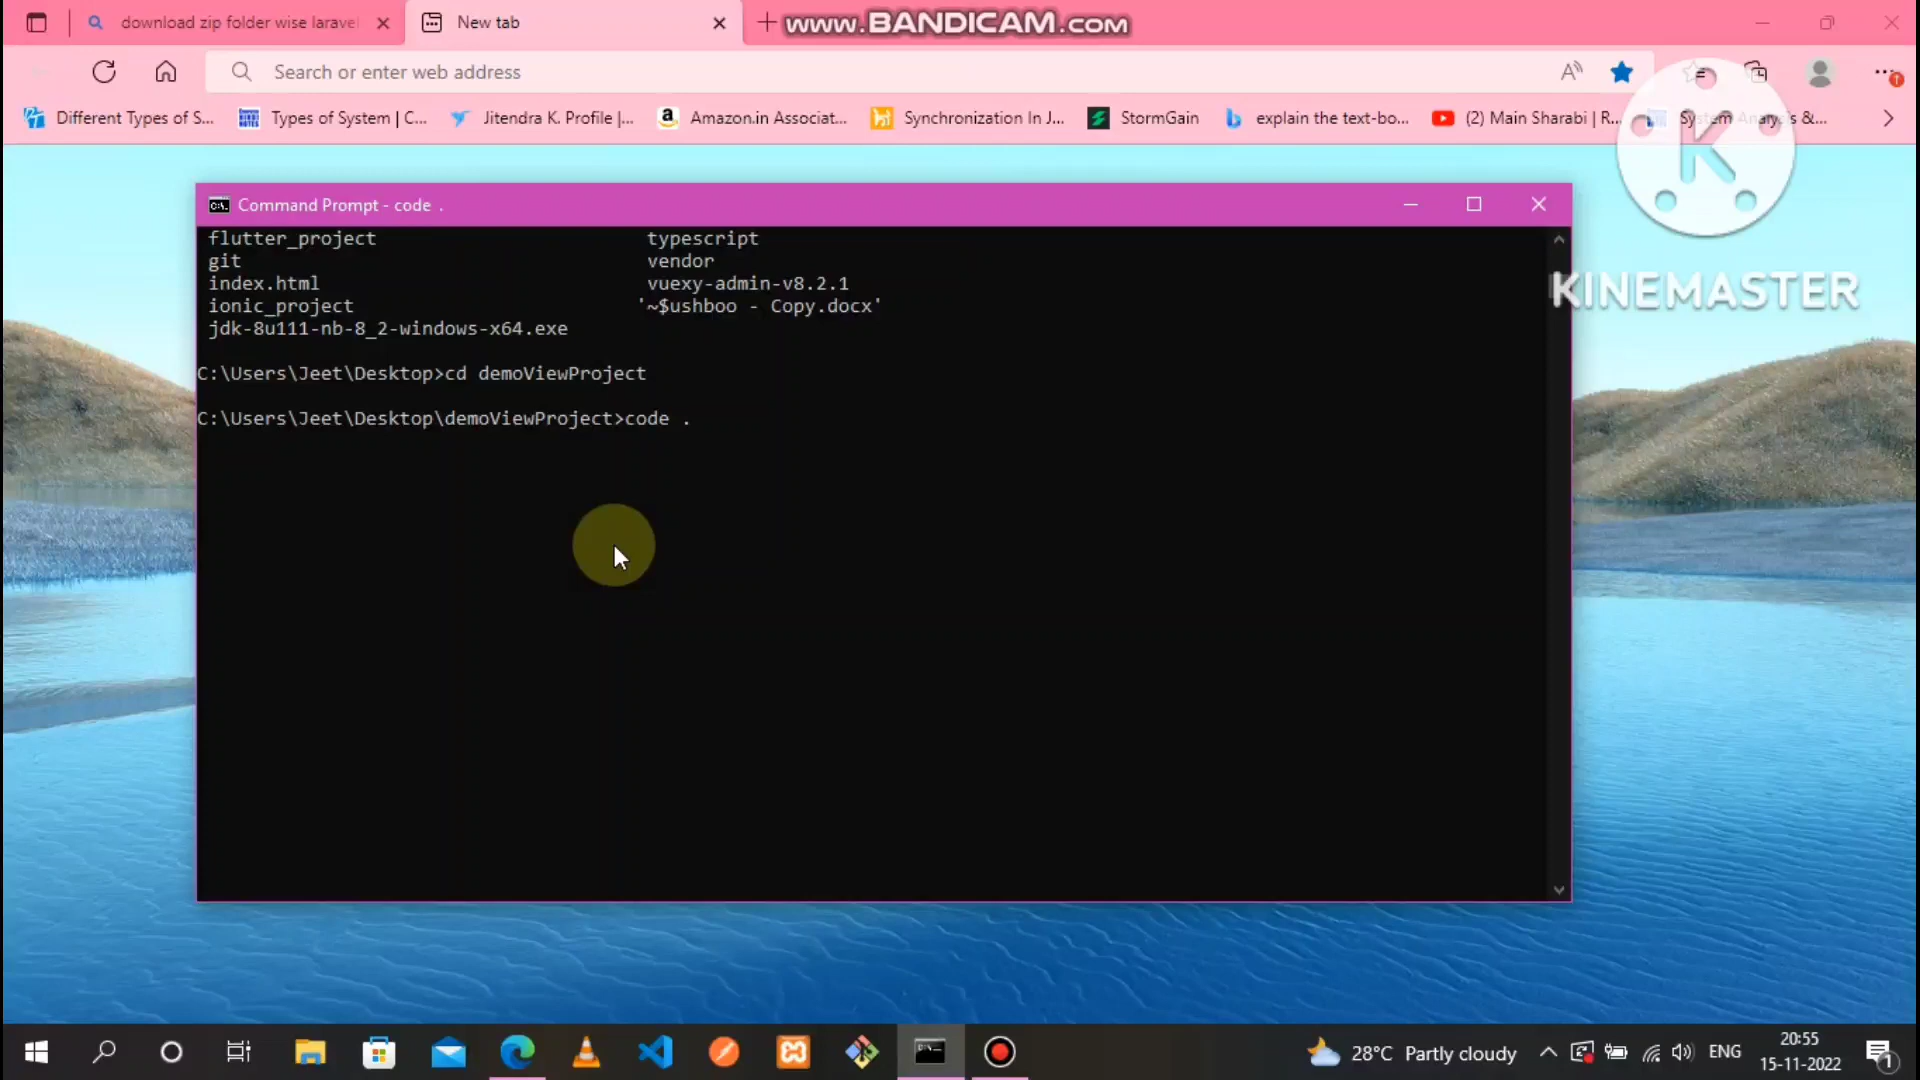 download zip folder wise larave
New tab
www.BANDICAM.com
Search or enter web address
Different Types of S...
Types of System | C...
Jitendra K. Profile |...
Amazon.in Associat...
Synchronization In J...
StormGain
explain the text-bo...
(2) Main Sharabi | R...
System Analysis &...
K
KINEMASTER
Command Prompt - code .
flutter_project typescript
git vendor
index.html vuexy-admin-v8.2.1
ionic_project '~$ushboo - Copy.docx'
jdk-8u111-nb-8_2-windows-x64.exe
C:\Users\Jeet\Desktop>cd demoViewProject
C:\Users\Jeet\Desktop\demoViewProject>code .
28°C Partly cloudy
ENG
20:55
15-11-2022
1